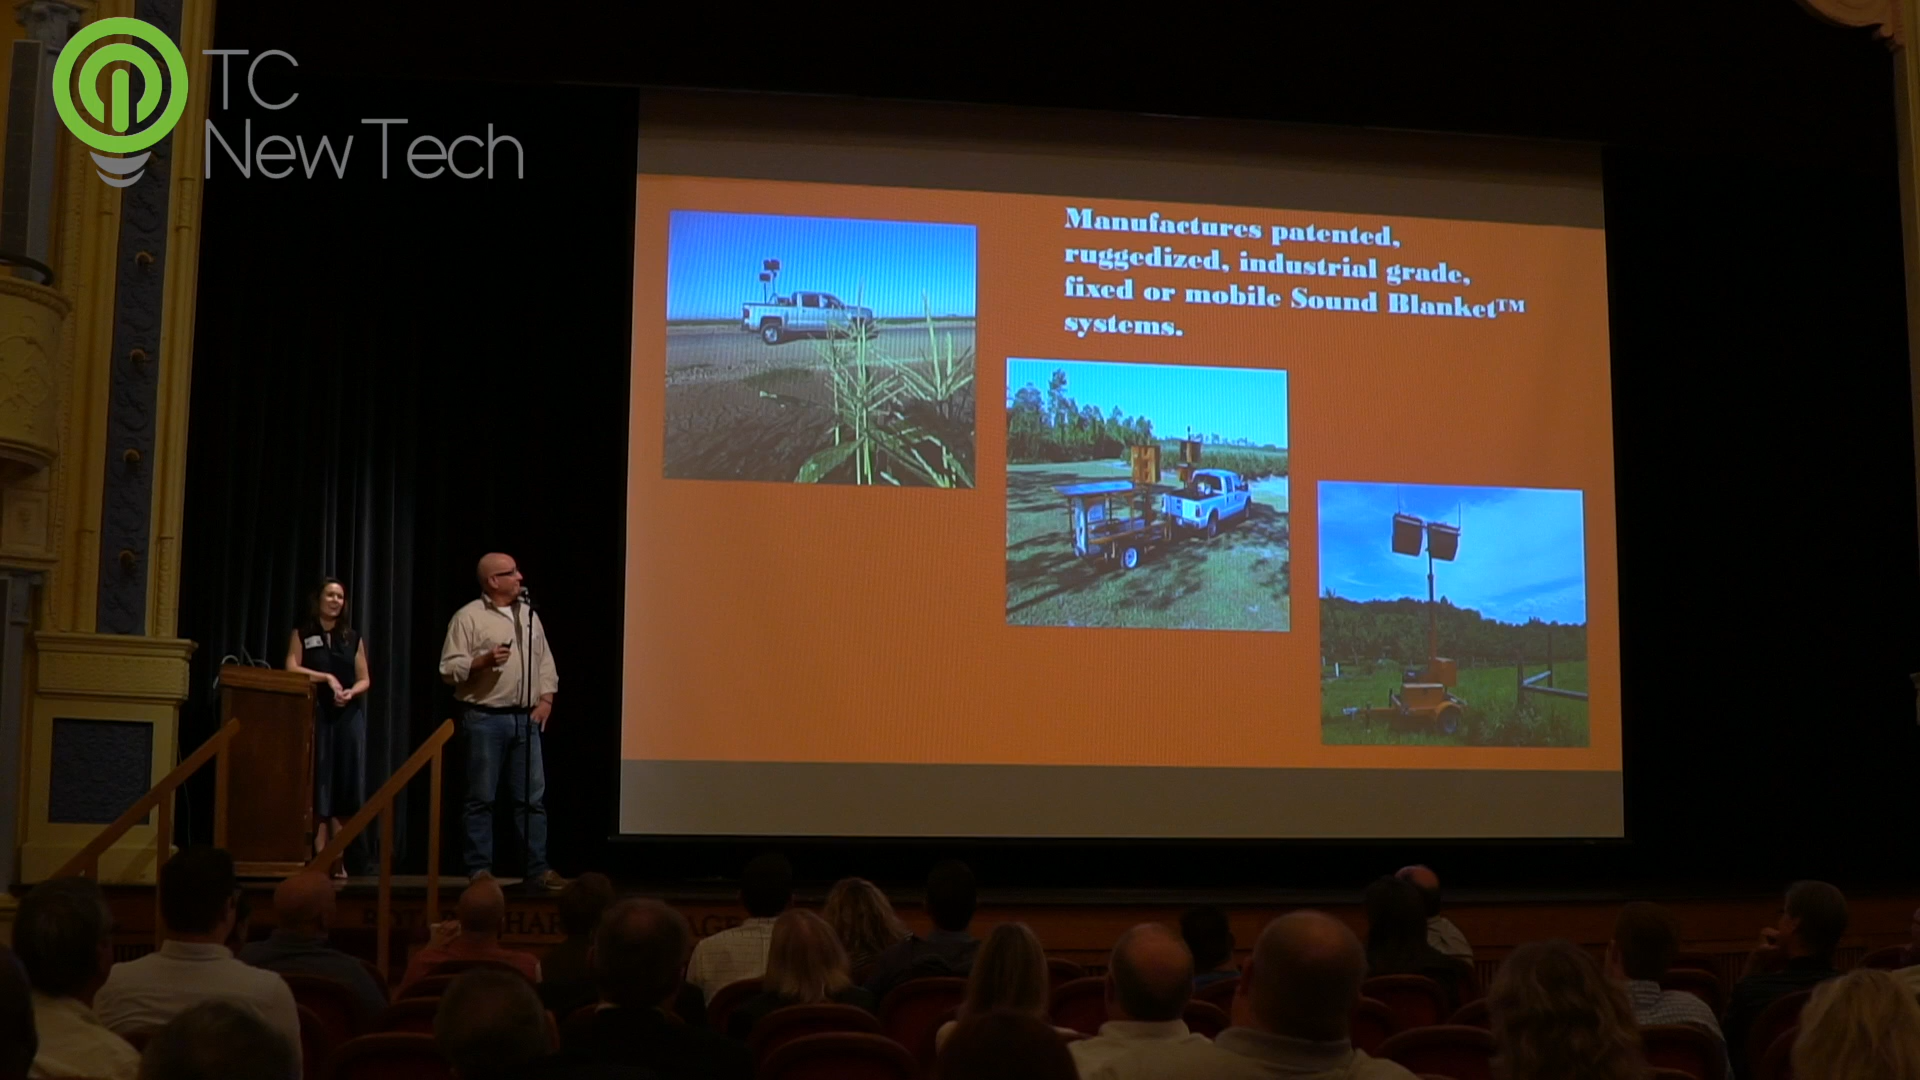 TC
New Tech
Manufactures patented,
ruggedized, industrial grade,
fixed or mobile Sound Blanket™
systems.